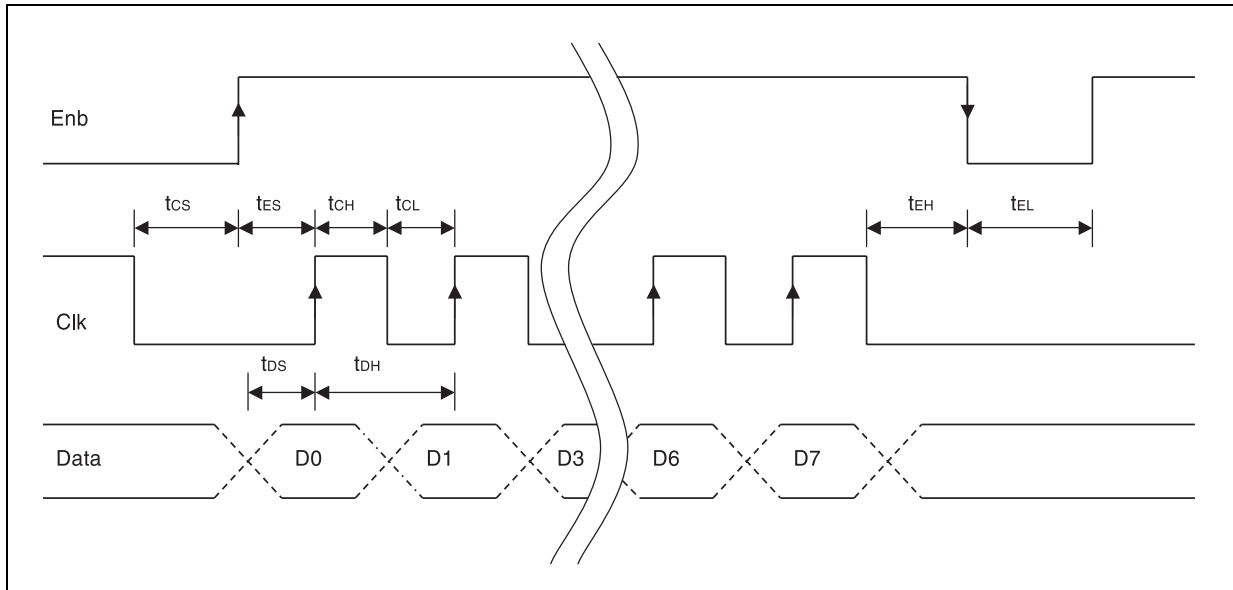 Enb
tCS tES tCH tCL tEH tEL
Clk
tDS tDH
Data D0 D1 D3 D6 D7